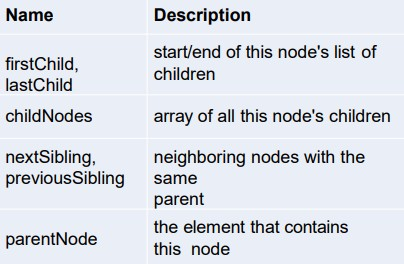 Name Description
firstChild,
lastChild
start/end of this node's list of
children
childNodes array of all this node's children
nextSibling,
previousSibling
neighboring nodes with the
same
parent
parentNode
the element that contains
this node